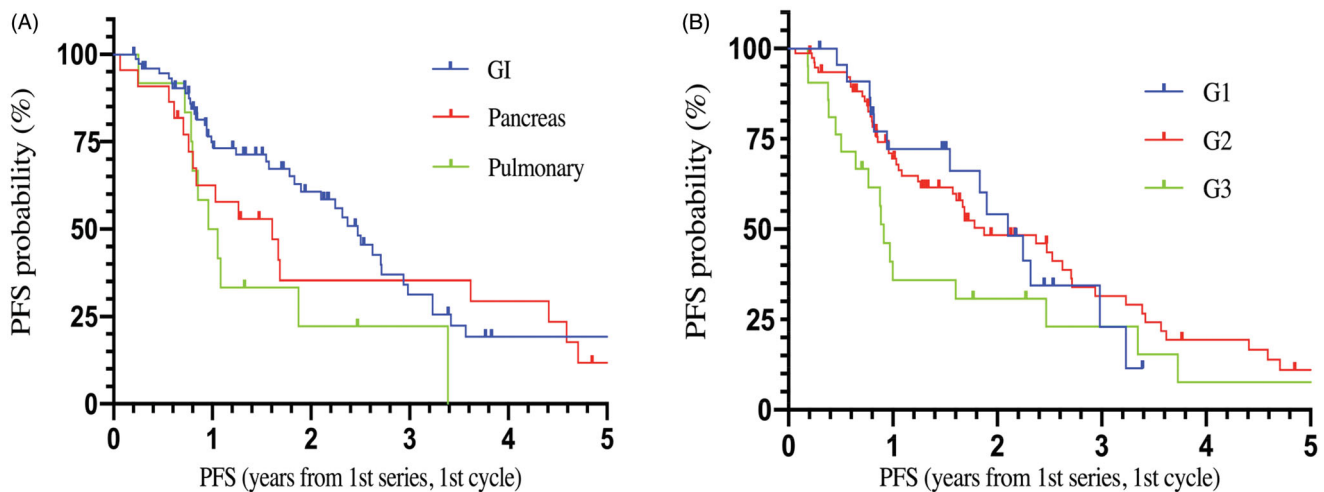 (A)
PFS probability (%)
100
75
50
25
0
GI
Pancreas
Pulmonary
0 1 2 3 4 5
PFS (years from 1st series, 1st cycle)
(B)
PFS probability (%)
100
75
50
25
0
G1
G2
G3
0 1 2 3 4 5
PFS (years from 1st series, 1st cycle)